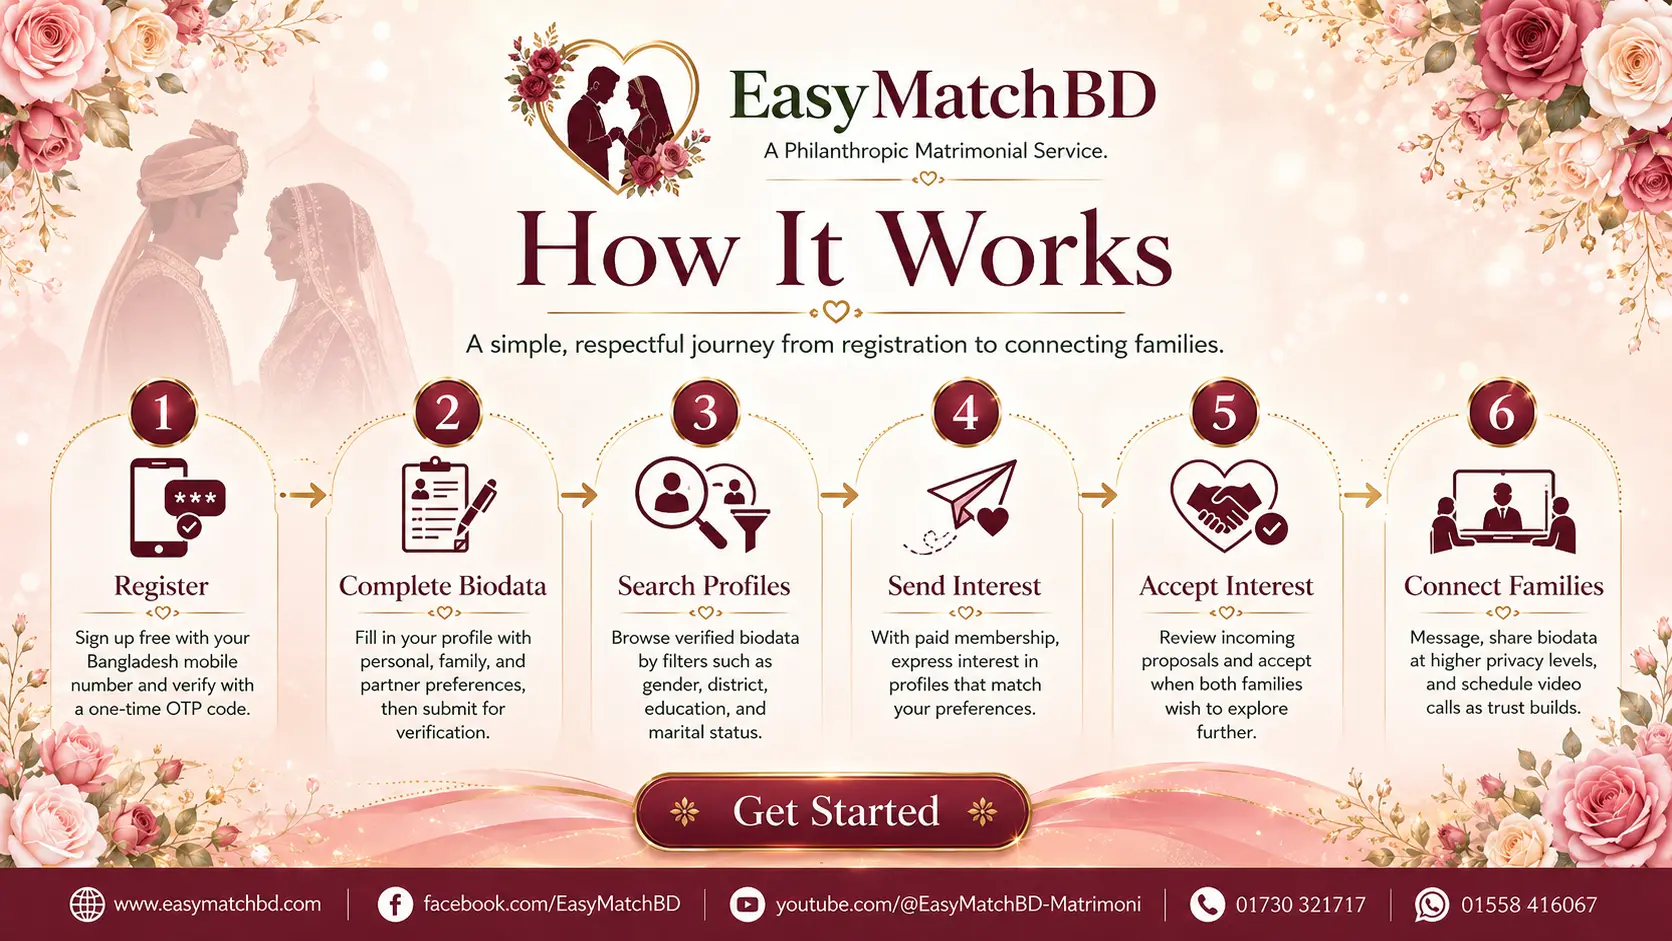 EasyMatchBD
A Philanthropic Matrimonial Service.
How It Works
A simple, respectful journey from registration to connecting families.
1
***
Register
Sign up free with your
Bangladesh mobile
number and verify with
a one-time OTP code.
2
Complete Biodata
Fill in your profile with
personal, family, and
partner preferences,
then submit for
verification.
3
Search Profiles
Browse verified biodata
by filters such as
gender, district,
education, and
marital status.
4
Send Interest
With paid membership,
express interest in
profiles that match
your preferences.
5
Accept Interest
Review incoming
proposals and accept
when both families
wish to explore
further.
6
Connect Families
Message, share biodata
at higher privacy levels,
and schedule video
calls as trust builds.
Get Started
www.easymatchbd.com
facebook.com/EasyMatchBD
youtube.com/@EasyMatchBD-Matrimoni
01730 321717
01558 416067